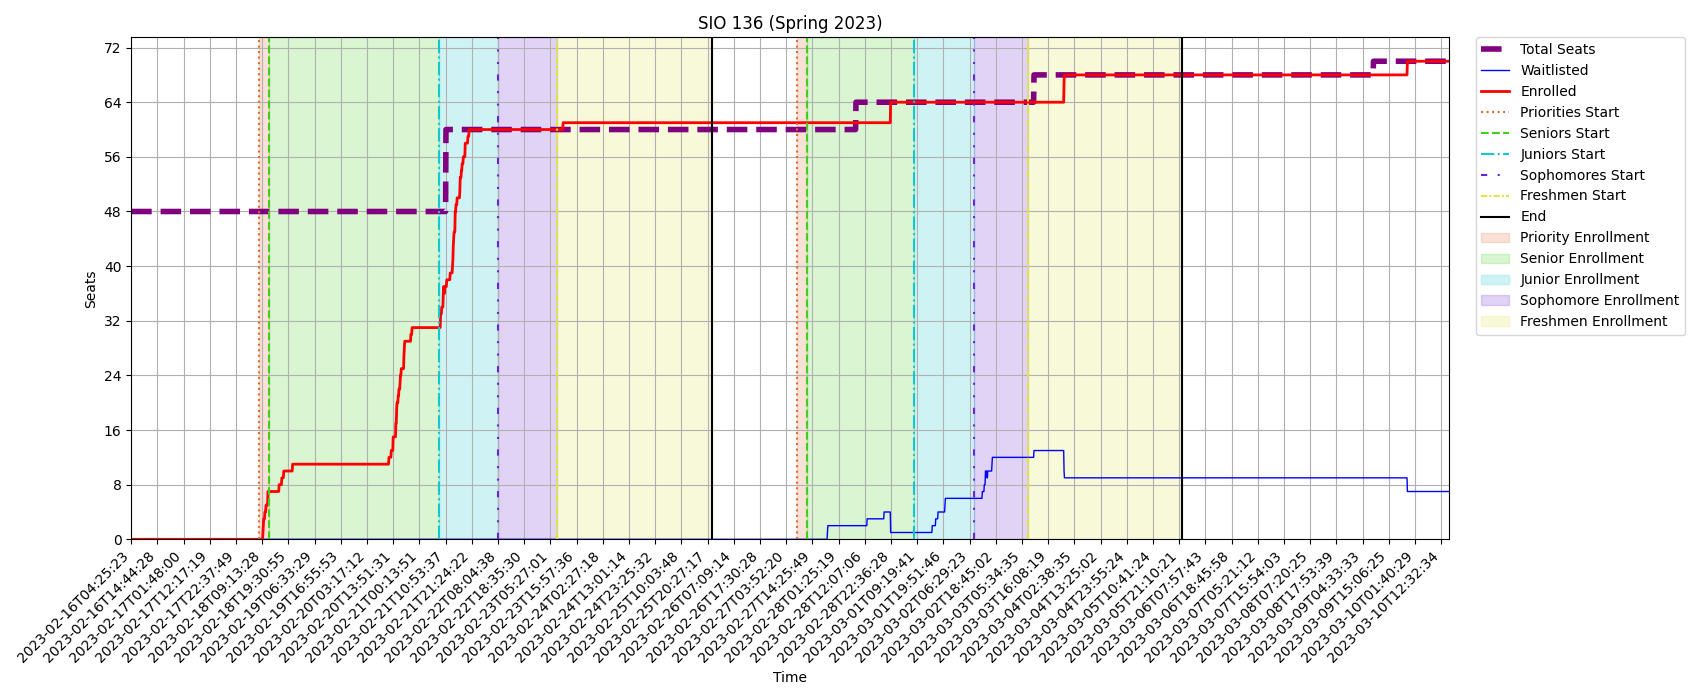 SIO 136 (Spring 2023)
Seats
72
64
56
48
40
32
24
16
8
0
2023-02-16T04:25:23
2023-02-16T14:44:28
2023-02-17T01:48:00
2023-02-17T12:17:19
2023-02-17T22:37:49
2023-02-18T09:13:28
2023-02-18T19:30:55
2023-02-19T06:33:29
2023-02-19T16:55:53
2023-02-20T03:17:12
2023-02-20T13:51:31
2023-02-21T00:13:51
2023-02-21T10:53:37
2023-02-21T21:24:22
2023-02-22T08:04:38
2023-02-22T18:35:30
2023-02-23T05:27:01
2023-02-23T15:57:36
2023-02-24T02:27:18
2023-02-24T13:01:14
2023-02-24T23:25:32
2023-02-25T10:03:48
2023-02-25T20:27:17
2023-02-26T07:09:14
2023-02-26T17:30:28
2023-02-27T03:52:20
2023-02-27T14:25:49
2023-02-28T01:25:19
2023-02-28T12:07:06
2023-02-28T22:36:28
2023-03-01T09:19:41
2023-03-01T19:51:46
2023-03-02T06:29:23
2023-03-02T18:45:02
2023-03-03T05:34:35
2023-03-03T16:08:19
2023-03-04T02:38:35
2023-03-04T13:25:02
2023-03-04T23:55:24
2023-03-05T10:41:24
2023-03-05T21:10:21
2023-03-06T07:57:43
2023-03-06T18:45:58
2023-03-07T05:21:12
2023-03-07T15:54:03
2023-03-08T07:20:25
2023-03-08T17:53:39
2023-03-09T04:33:33
2023-03-09T15:06:25
2023-03-10T01:40:29
2023-03-10T12:32:34
Time
Total Seats
Waitlisted
Enrolled
Priorities Start
Seniors Start
Juniors Start
Sophomores Start
Freshmen Start
End
Priority Enrollment
Senior Enrollment
Junior Enrollment
Sophomore Enrollment
Freshmen Enrollment